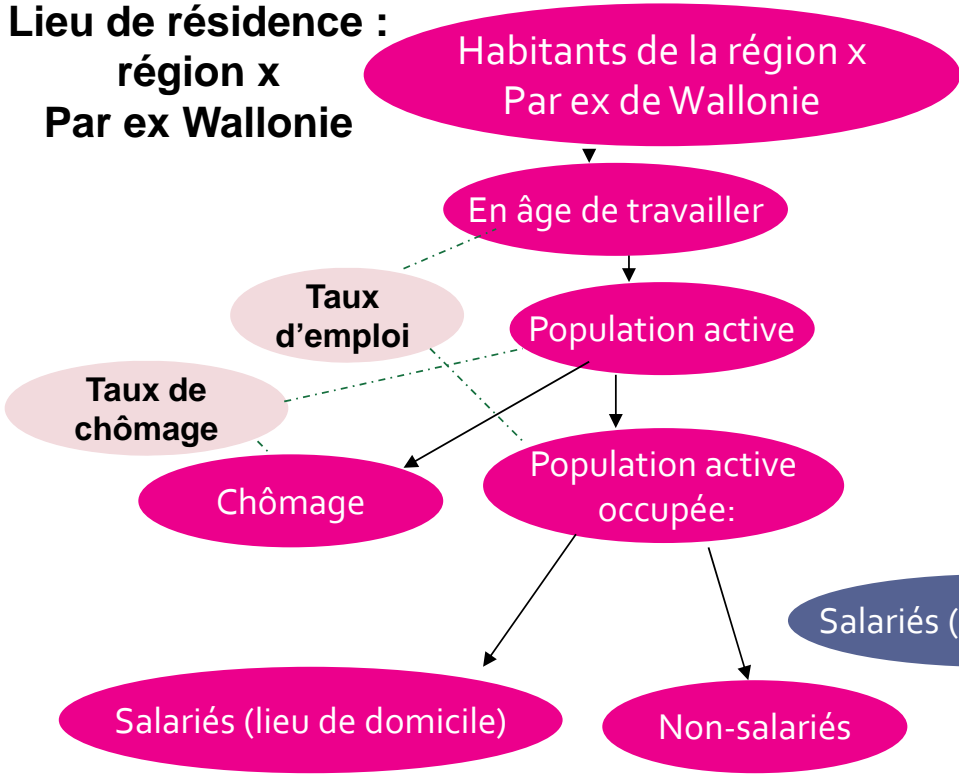 Lieu de résidence :
région x
Par ex Wallonie
Habitants de la région x
Par ex de Wallonie
En âge de travailler
Taux
d’emploi
Population active
Taux de
chômage
Chômage
Population active
occupée:
Salariés (
Salariés (lieu de domicile)
Non-salariés